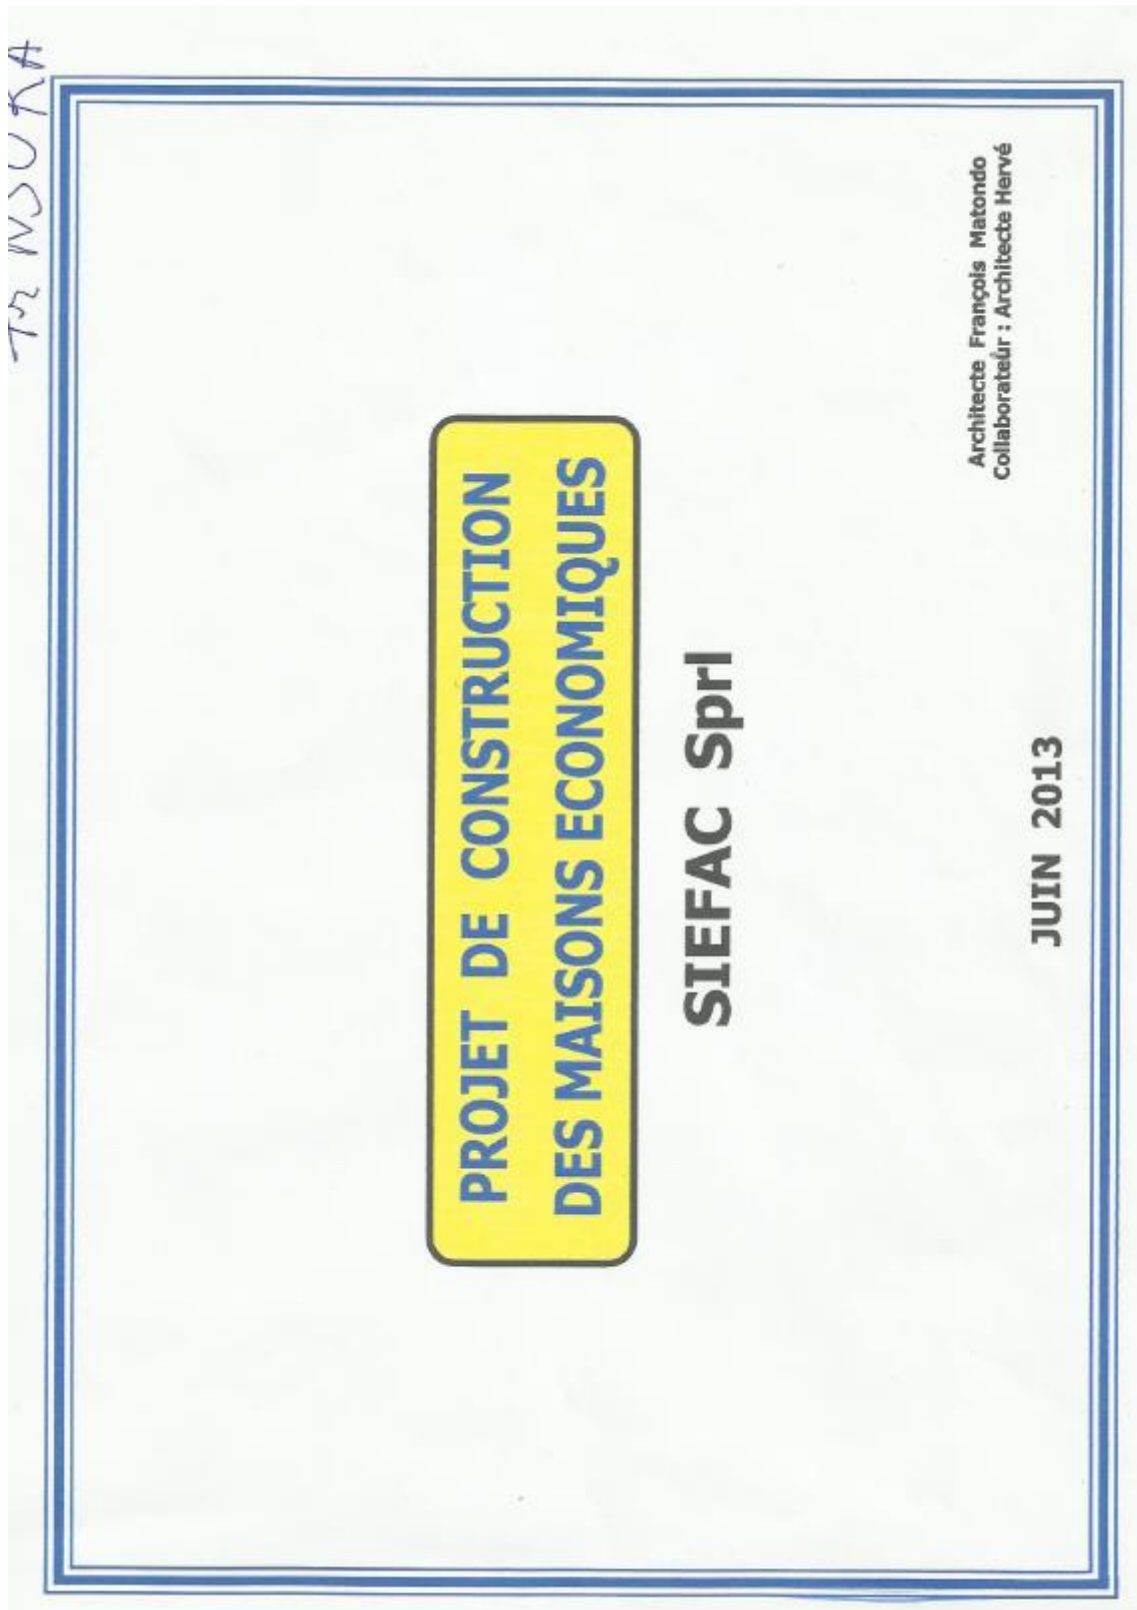 PROJET DE CONSTRUCTION
DES MAISONS ECONOMIQUES
SIEFAC Sprl
Architecte François Matondo
Collaborateur : Architecte Hervé
JUIN 2013